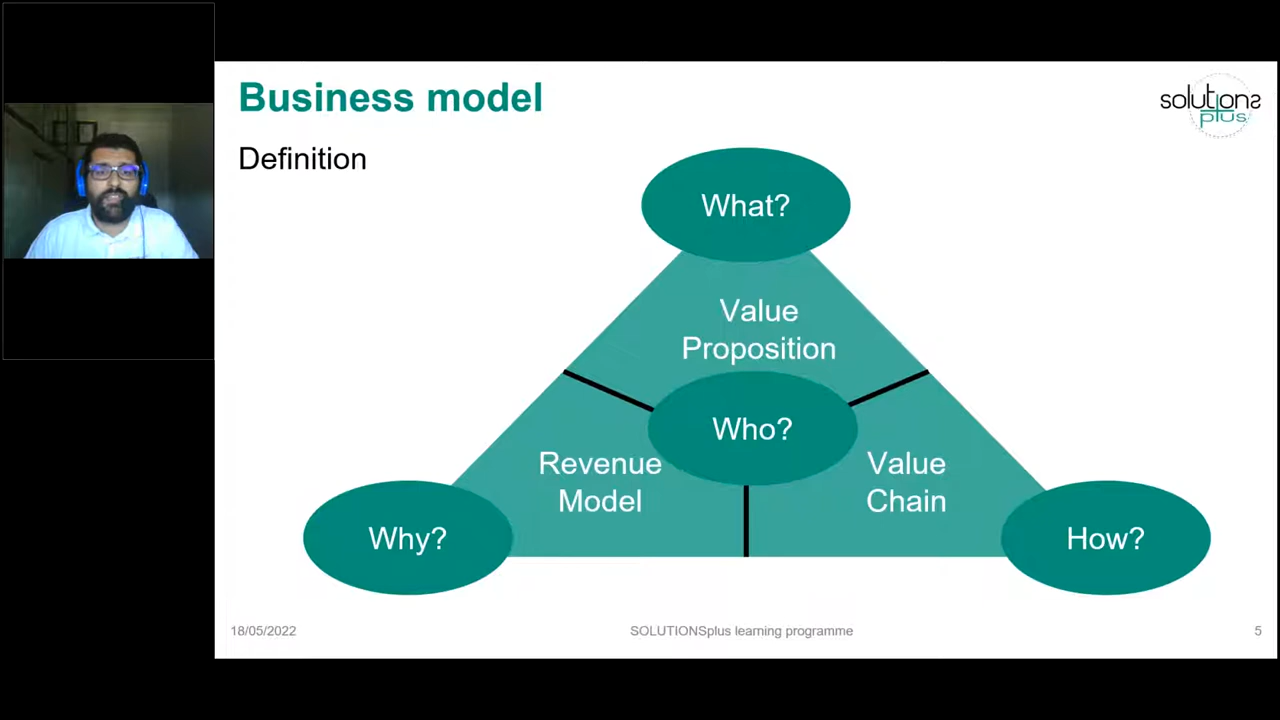 Business model
solutions
plus
Definition
What?
Value
Proposition
Who?
Revenue
Model
Value
Chain
Why?
How?
18/05/2022
SOLUTIONSplus learning programme
5